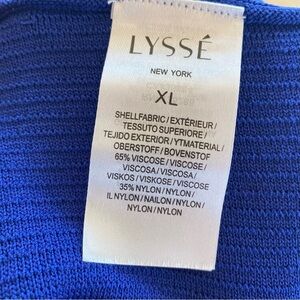 LYSSÉ
NEW YORK
XL
SHELLFABRIC / EXTÉRIEUR /
TESSUTO SUPERIORE /
TEJIDO EXTERIOR / YTMATERIAL /
OBERSTOFF / BOVENSTOF
65% VISCOSE / VISCOSE /
VISCOSA / VISCOSA /
VISKOS / VISKOSE / VISCOSE
35% NYLON / NYLON /
IL NYLON / NAILON / NYLON /
NYLON / NYLON